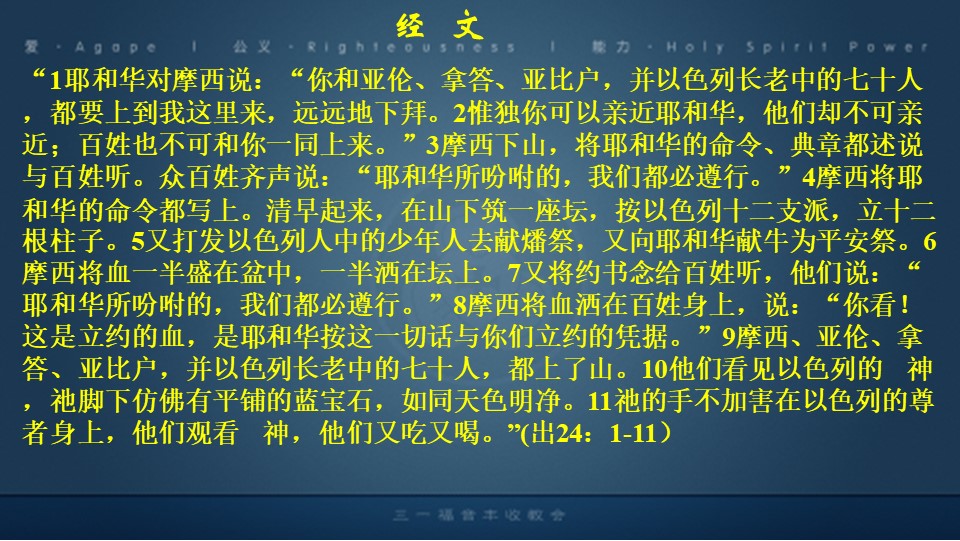 经 文
爱·Agape | 公义·Righteousness | 能力·Holy Spirit Power
“1耶和华对摩西说：“你和亚伦、拿答、亚比户，并以色列长老中的七十人
，都要上到我这里来，远远地下拜。2惟独你可以亲近耶和华，他们却不可亲
近；百姓也不可和你一同上来。”3摩西下山，将耶和华的命令、典章都述说
与百姓听。众百姓齐声说：“耶和华所吩咐的，我们都必遵行。”4摩西将耶
和华的命令都写上。清早起来，在山下筑一座坛，按以色列十二支派，立十二
根柱子。5又打发以色列人中的少年人去献燔祭，又向耶和华献牛为平安祭。6
摩西将血一半盛在盆中，一半洒在坛上。7又将约书念给百姓听，他们说：“
耶和华所吩咐的，我们都必遵行。”8摩西将血洒在百姓身上，说：“你看！
这是立约的血，是耶和华按这一切话与你们立约的凭据。”9摩西、亚伦、拿
答、亚比户，并以色列长老中的七十人，都上了山。10他们看见以色列的 神
，祂脚下仿佛有平铺的蓝宝石，如同天色明净。11祂的手不加害在以色列的尊
者身上，他们观看 神，他们又吃又喝。”(出24：1-11）
三一福音丰收教会